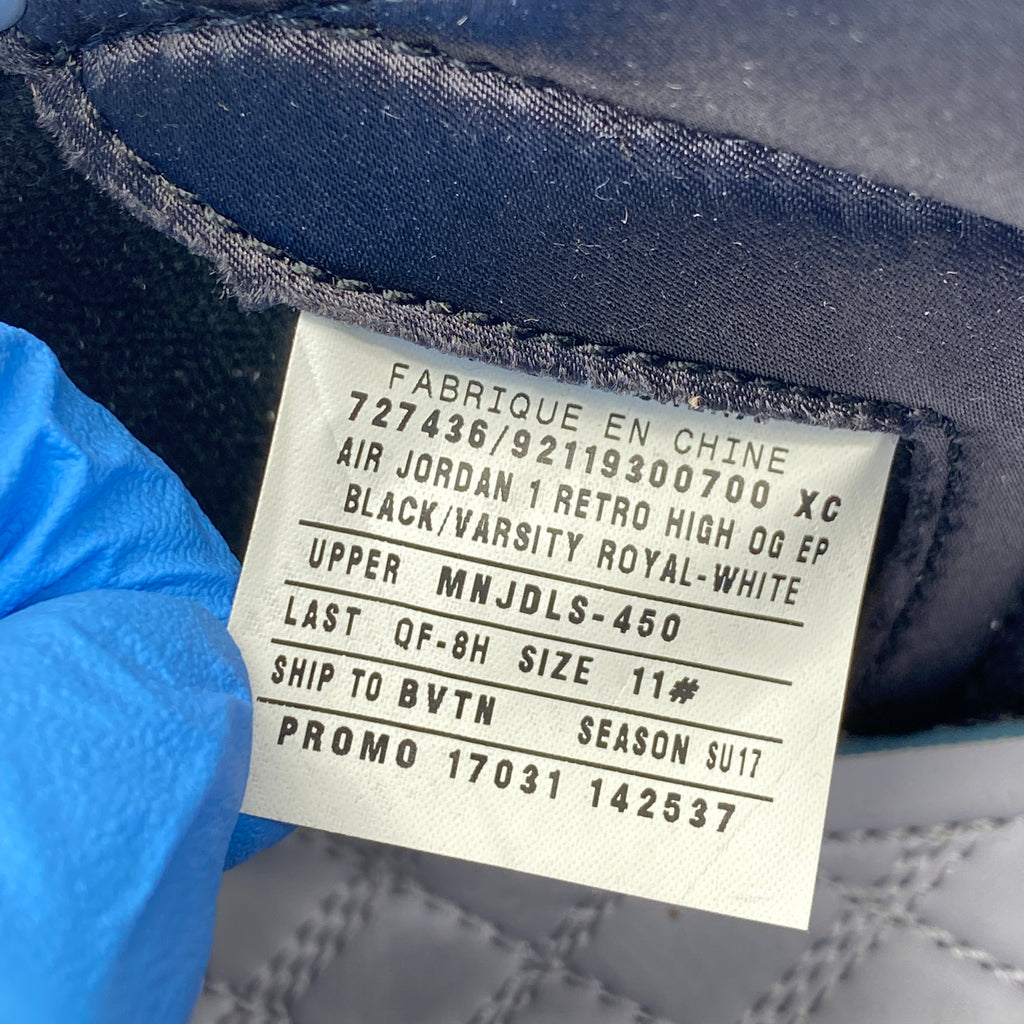 FABRIQUE EN CHINE
727436/92119300700 XC
AIR JORDAN 1 RETRO HIGH OG EP
BLACK/VARSITY ROYAL-WHITE
UPPER MNJDLS-450
LAST QF-8H SIZE 11#
SHIP TO BVTN SEASON SU17
PROMO 17031 142537